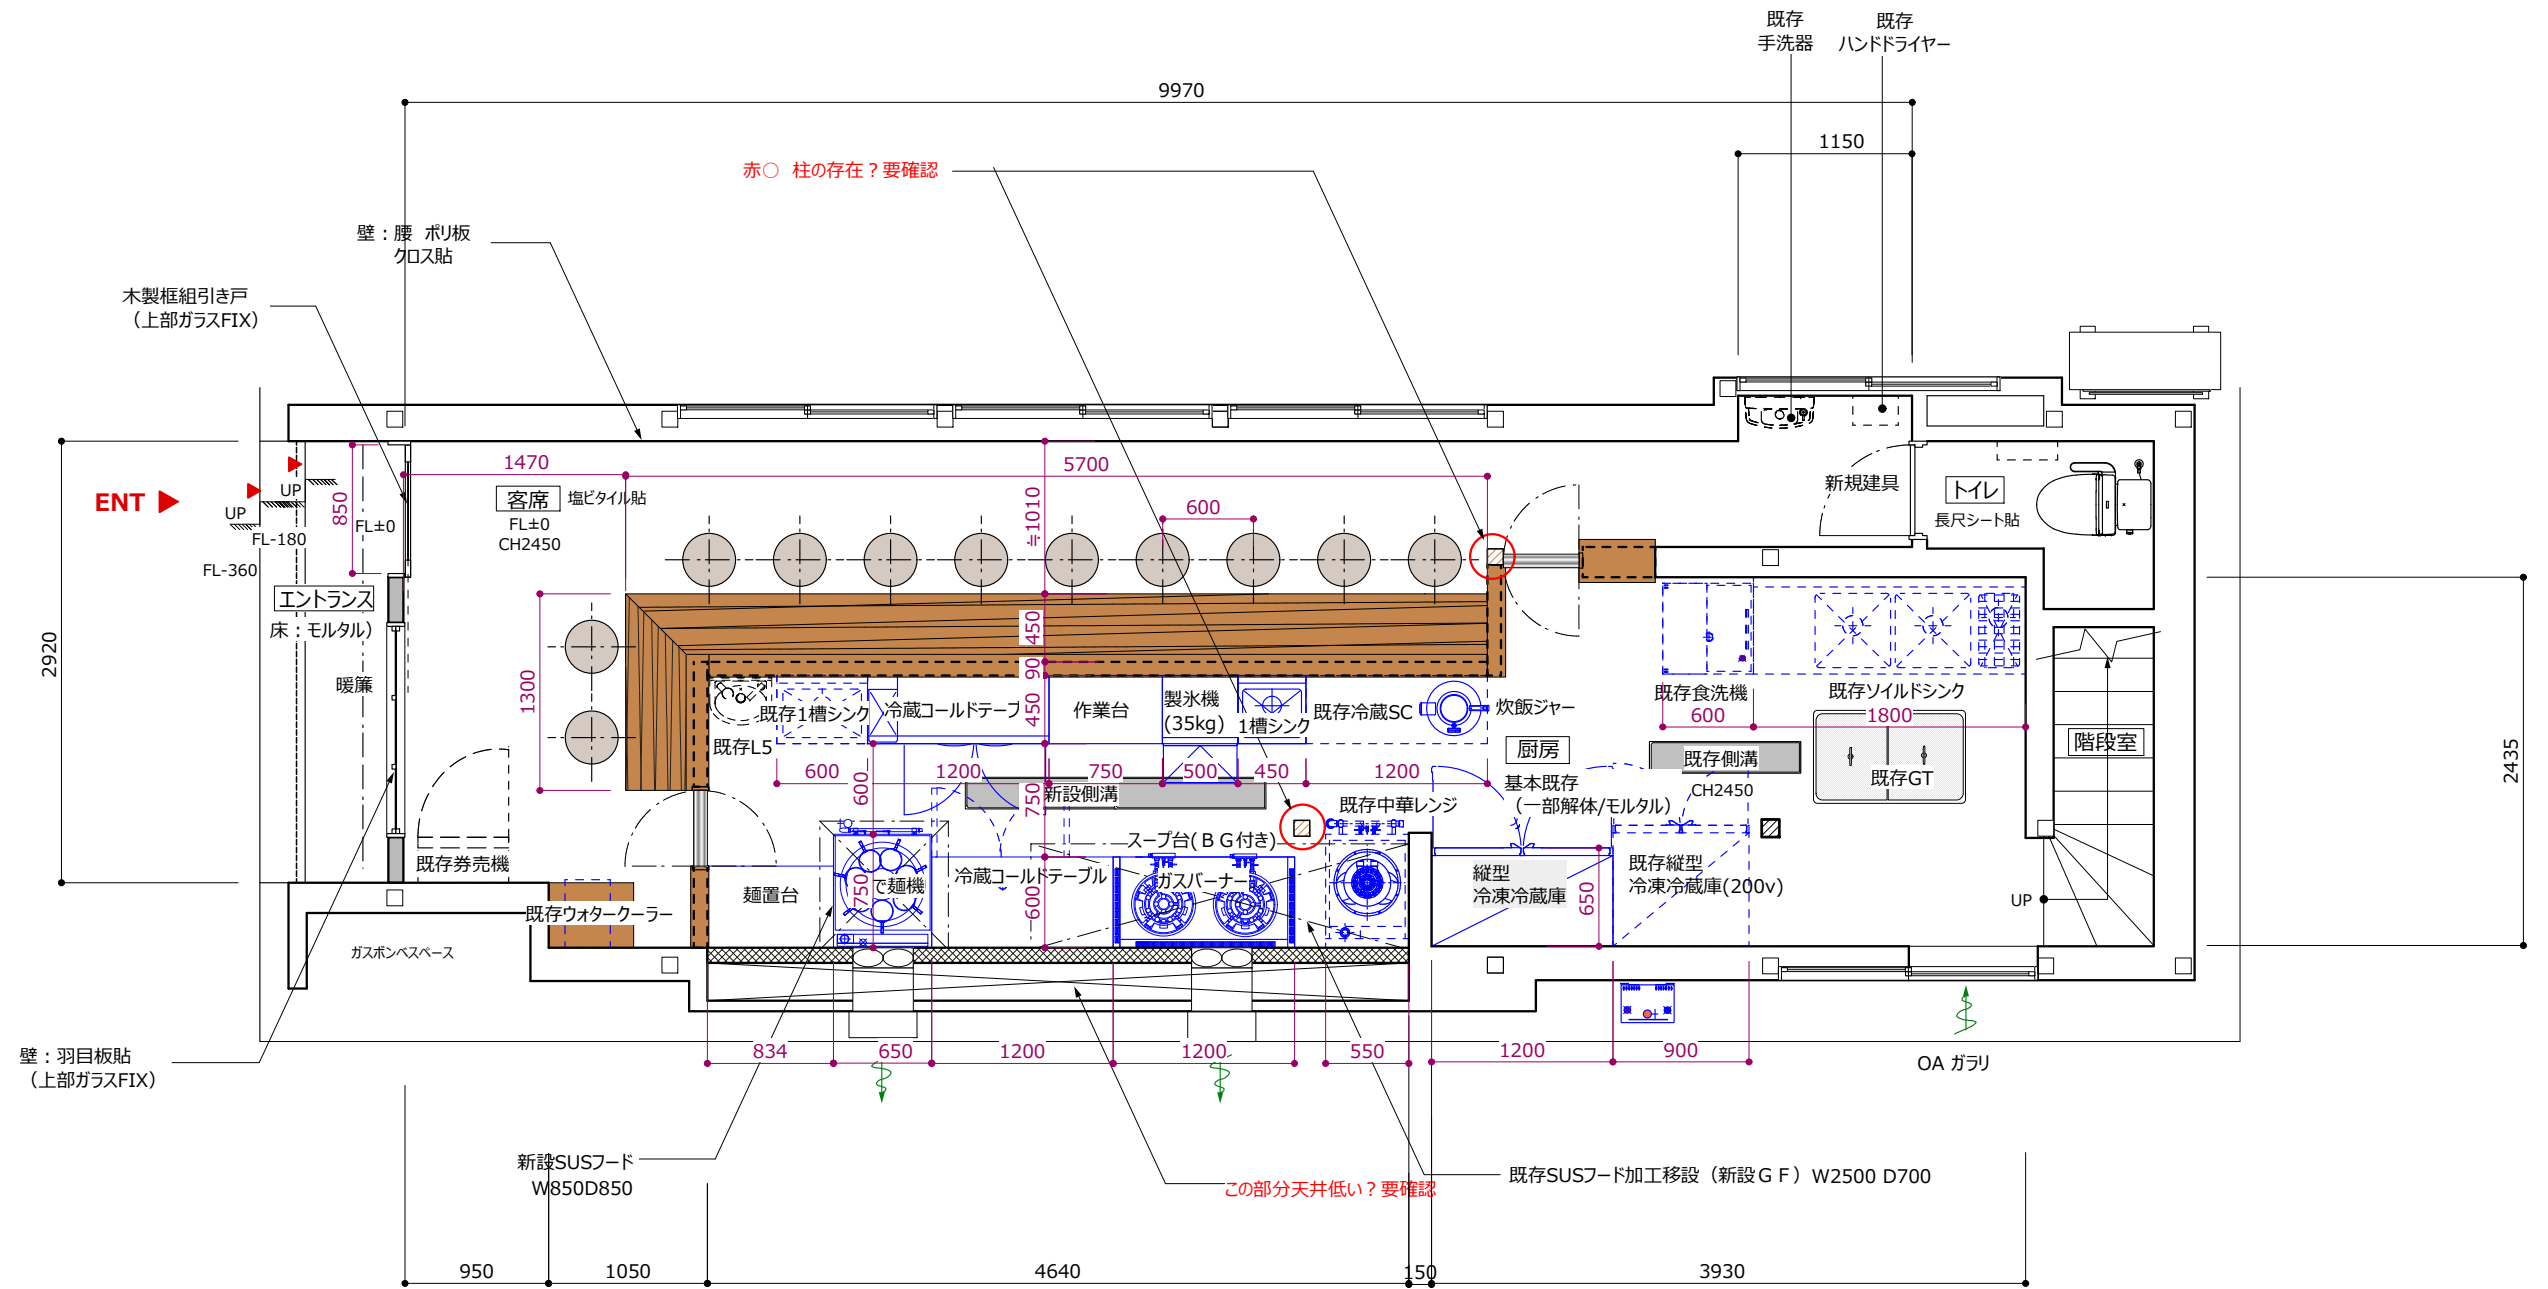 既存
手洗器
既存
ハンドドライヤー
9970
1150
赤○　柱の存在？要確認
壁：腰　ポリ板
クロス貼
木製框組引き戸
（上部ガラスFIX）
1470
5700
ENT
UP
UP
850
FL±0
FL-180
FL-360
客席
塩ビタイル貼
FL±0
CH2450
≒1010
600
新規建具
トイレ
長尺シート貼
エントランス
床：モルタル）
2920
暖簾
1300
450
90
450
既存1槽シンク
冷蔵コールドテーブ
作業台
製氷機
(35kg)
1槽シンク
既存冷蔵SC
炊飯ジャー
既存L5
既存食洗機
既存ソイルドシンク
600
1800
厨房
既存側溝
CH2450
既存GT
階段室
2435
600
1200
750
500
450
1200
600
750
新設側溝
基本既存
（一部解体/モルタル）
既存中華レンジ
スープ台(ＢＧ付き)
既存券売機
麺置台
750
で麺機
冷蔵コールドテーブル
600
ガスバーナー
縦型
冷凍冷蔵庫
650
既存縦型
冷凍冷蔵庫(200v)
UP
既存ウォタークーラー
ガスボンベスペース
834
650
1200
1200
550
1200
900
OA ガラリ
壁：羽目板貼
（上部ガラスFIX）
新設SUSフード
W850D850
この部分天井低い？要確認
既存SUSフード加工移設（新設ＧＦ）W2500 D700
950
1050
4640
150
3930